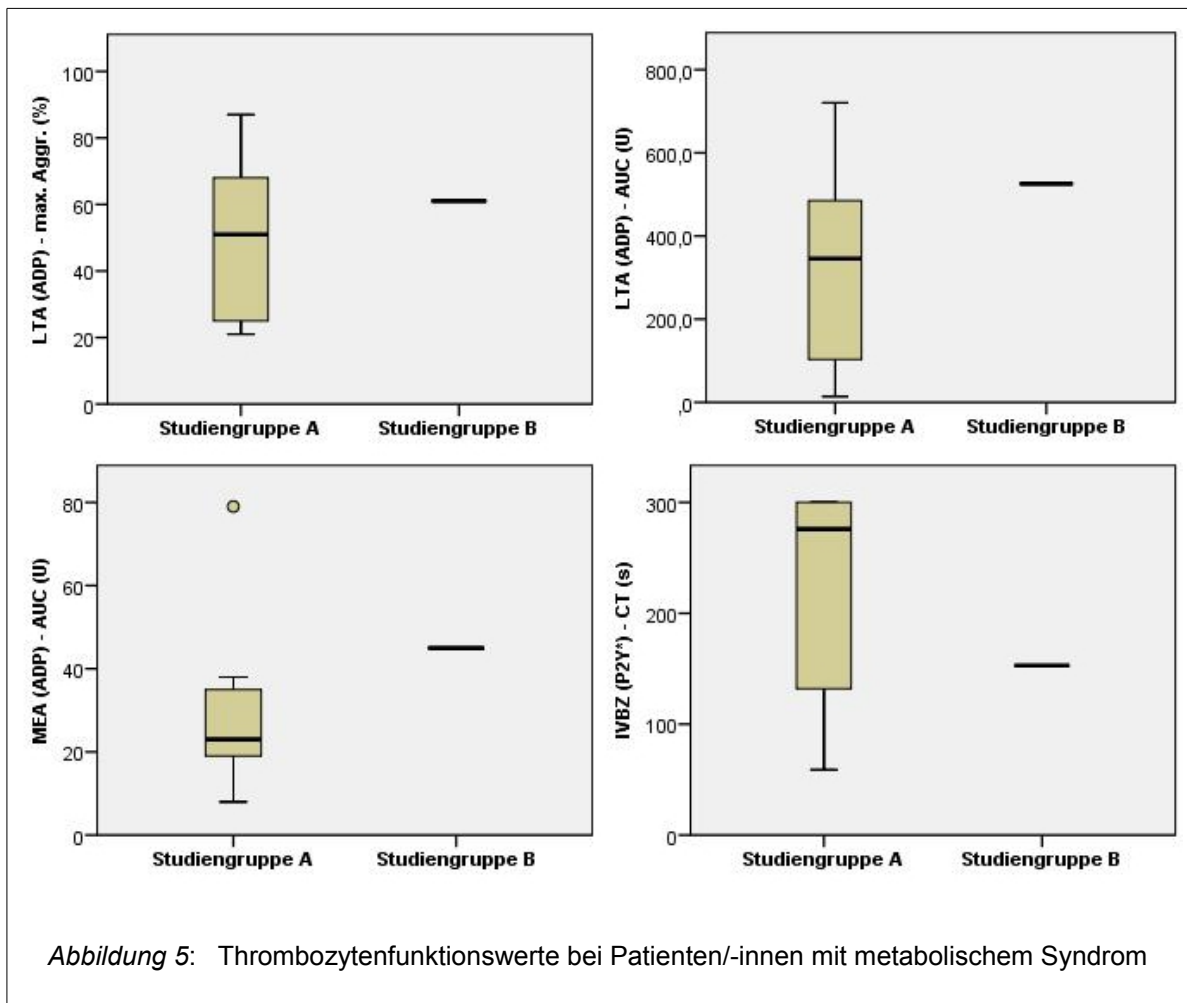 LTA (ADP) - max. Aggr. (%)
100
80
60
40
20
0
Studiengruppe A
Studiengruppe B
LTA (ADP) - AUC (U)
800,0
600,0
400,0
200,0
,0
Studiengruppe A
Studiengruppe B
MEA (ADP) - AUC (U)
80
60
40
20
0
Studiengruppe A
Studiengruppe B
IVBZ (P2Y*) - CT (s)
300
200
100
0
Studiengruppe A
Studiengruppe B
Abbildung 5: Thrombozytenfunktionswerte bei Patienten/-innen mit metabolischem Syndrom